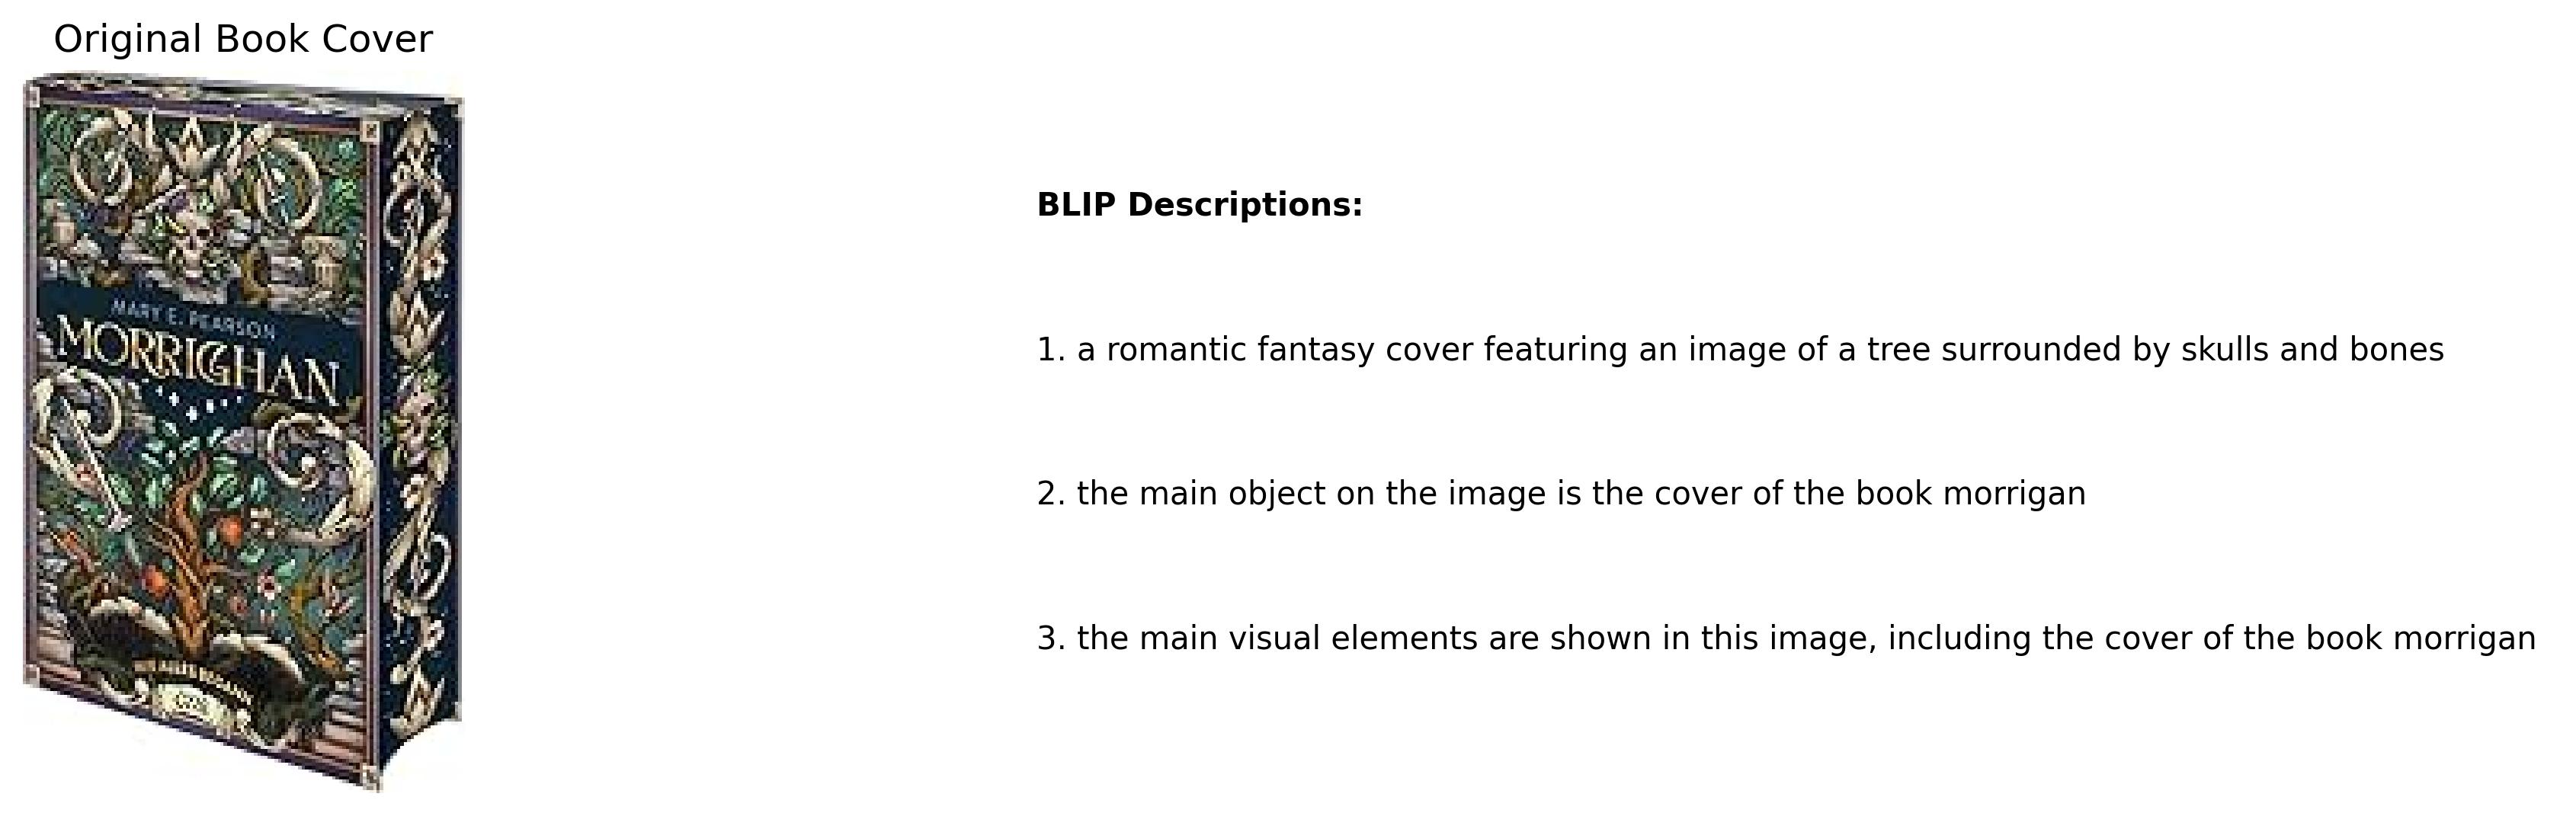 Original Book Cover
MARY E. PEARSON
MORRIGHAN
BLIP Descriptions:
1. a romantic fantasy cover featuring an image of a tree surrounded by skulls and bones
2. the main object on the image is the cover of the book morrigan
3. the main visual elements are shown in this image, including the cover of the book morrigan